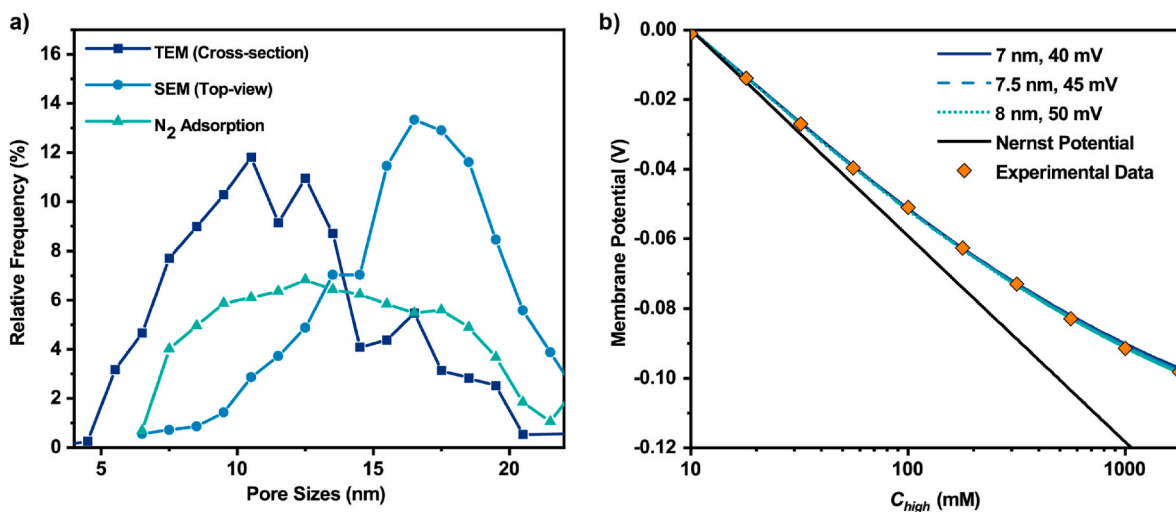 a)
Relative Frequency (%)
16
14
12
10
8
6
4
2
0
TEM (Cross-section)
SEM (Top-view)
N2 Adsorption
5
10
15
20
Pore Sizes (nm)
b)
Membrane Potential (V)
0.00
-0.02
-0.04
-0.06
-0.08
-0.10
-0.12
7 nm, 40 mV
7.5 nm, 45 mV
8 nm, 50 mV
Nernst Potential
Experimental Data
10
100
1000
Chigh (mM)